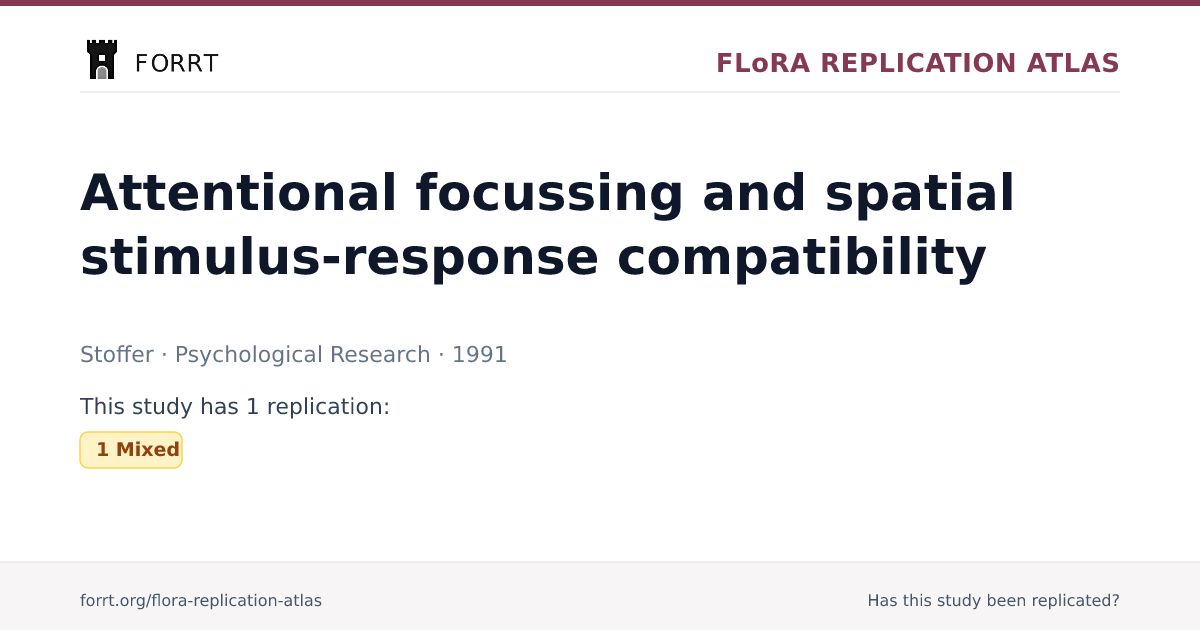 FORRT
FLoRA REPLICATION ATLAS
Attentional focussing and spatial
stimulus-response compatibility
Stoffer · Psychological Research · 1991
This study has 1 replication:
1 Mixed
forrt.org/flora-replication-atlas
Has this study been replicated?